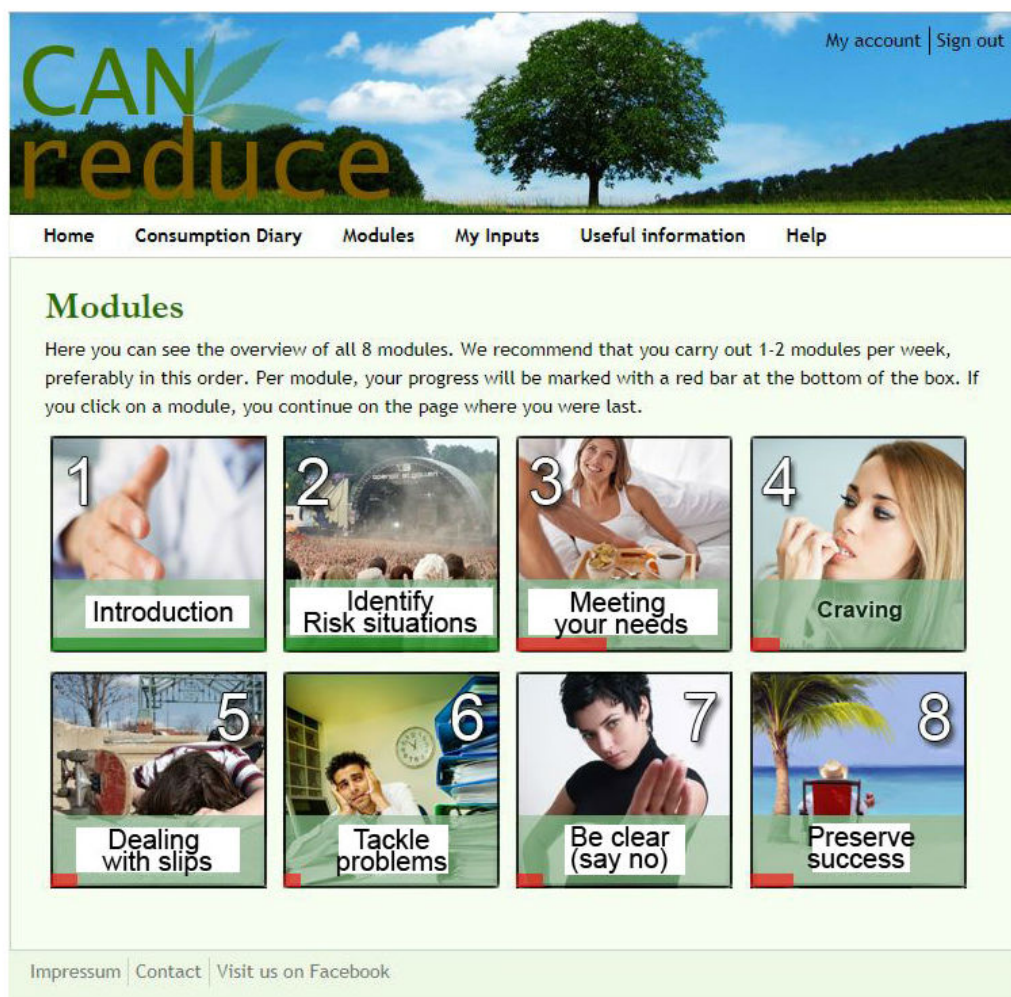 My account Sign out
CAN
reduce
Home Consumption Diary Modules My Inputs Useful information Help
Modules
Here you can see the overview of all 8 modules. We recommend that you carry out 1-2 modules per week,
preferably in this order. Per module, your progress will be marked with a red bar at the bottom of the box. If
you click on a module, you continue on the page where you were last.
1
Introduction
2
Identify
Risk situations
3
Meeting
your needs
4
Craving
5
Dealing
with slips
6
Tackle
problems
7
Be clear
(say no)
8
Preserve
success
Impressum Contact Visit us on Facebook